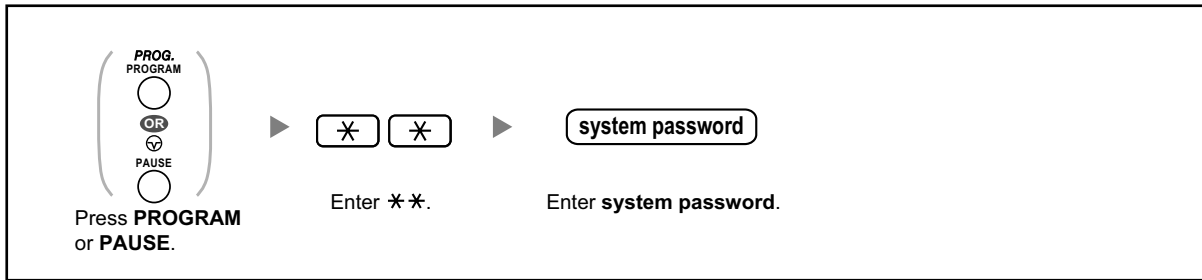 PROG.
PROGRAM
OR
PAUSE
Press PROGRAM
or PAUSE.
* *
Enter **.
system password
Enter system password.